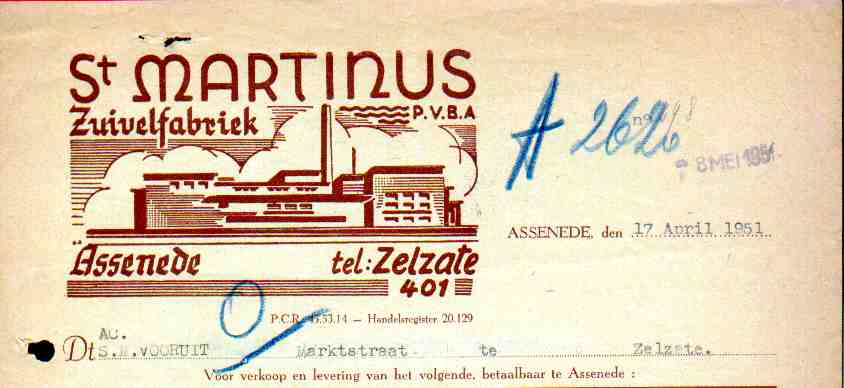 St MARTINUS
Zuivelfabriek P.V.B.A
Assenede tel: Zelzate
401
A 2626
8 MEI 1951
ASSENEDE, den 17 April 1951
Handelsregister 20.129
AC.
Dt S.M.VOORUIT Marktstraat te Zelzate.
Voor verkoop en levering van het volgende, betaalbaar te Assenede :